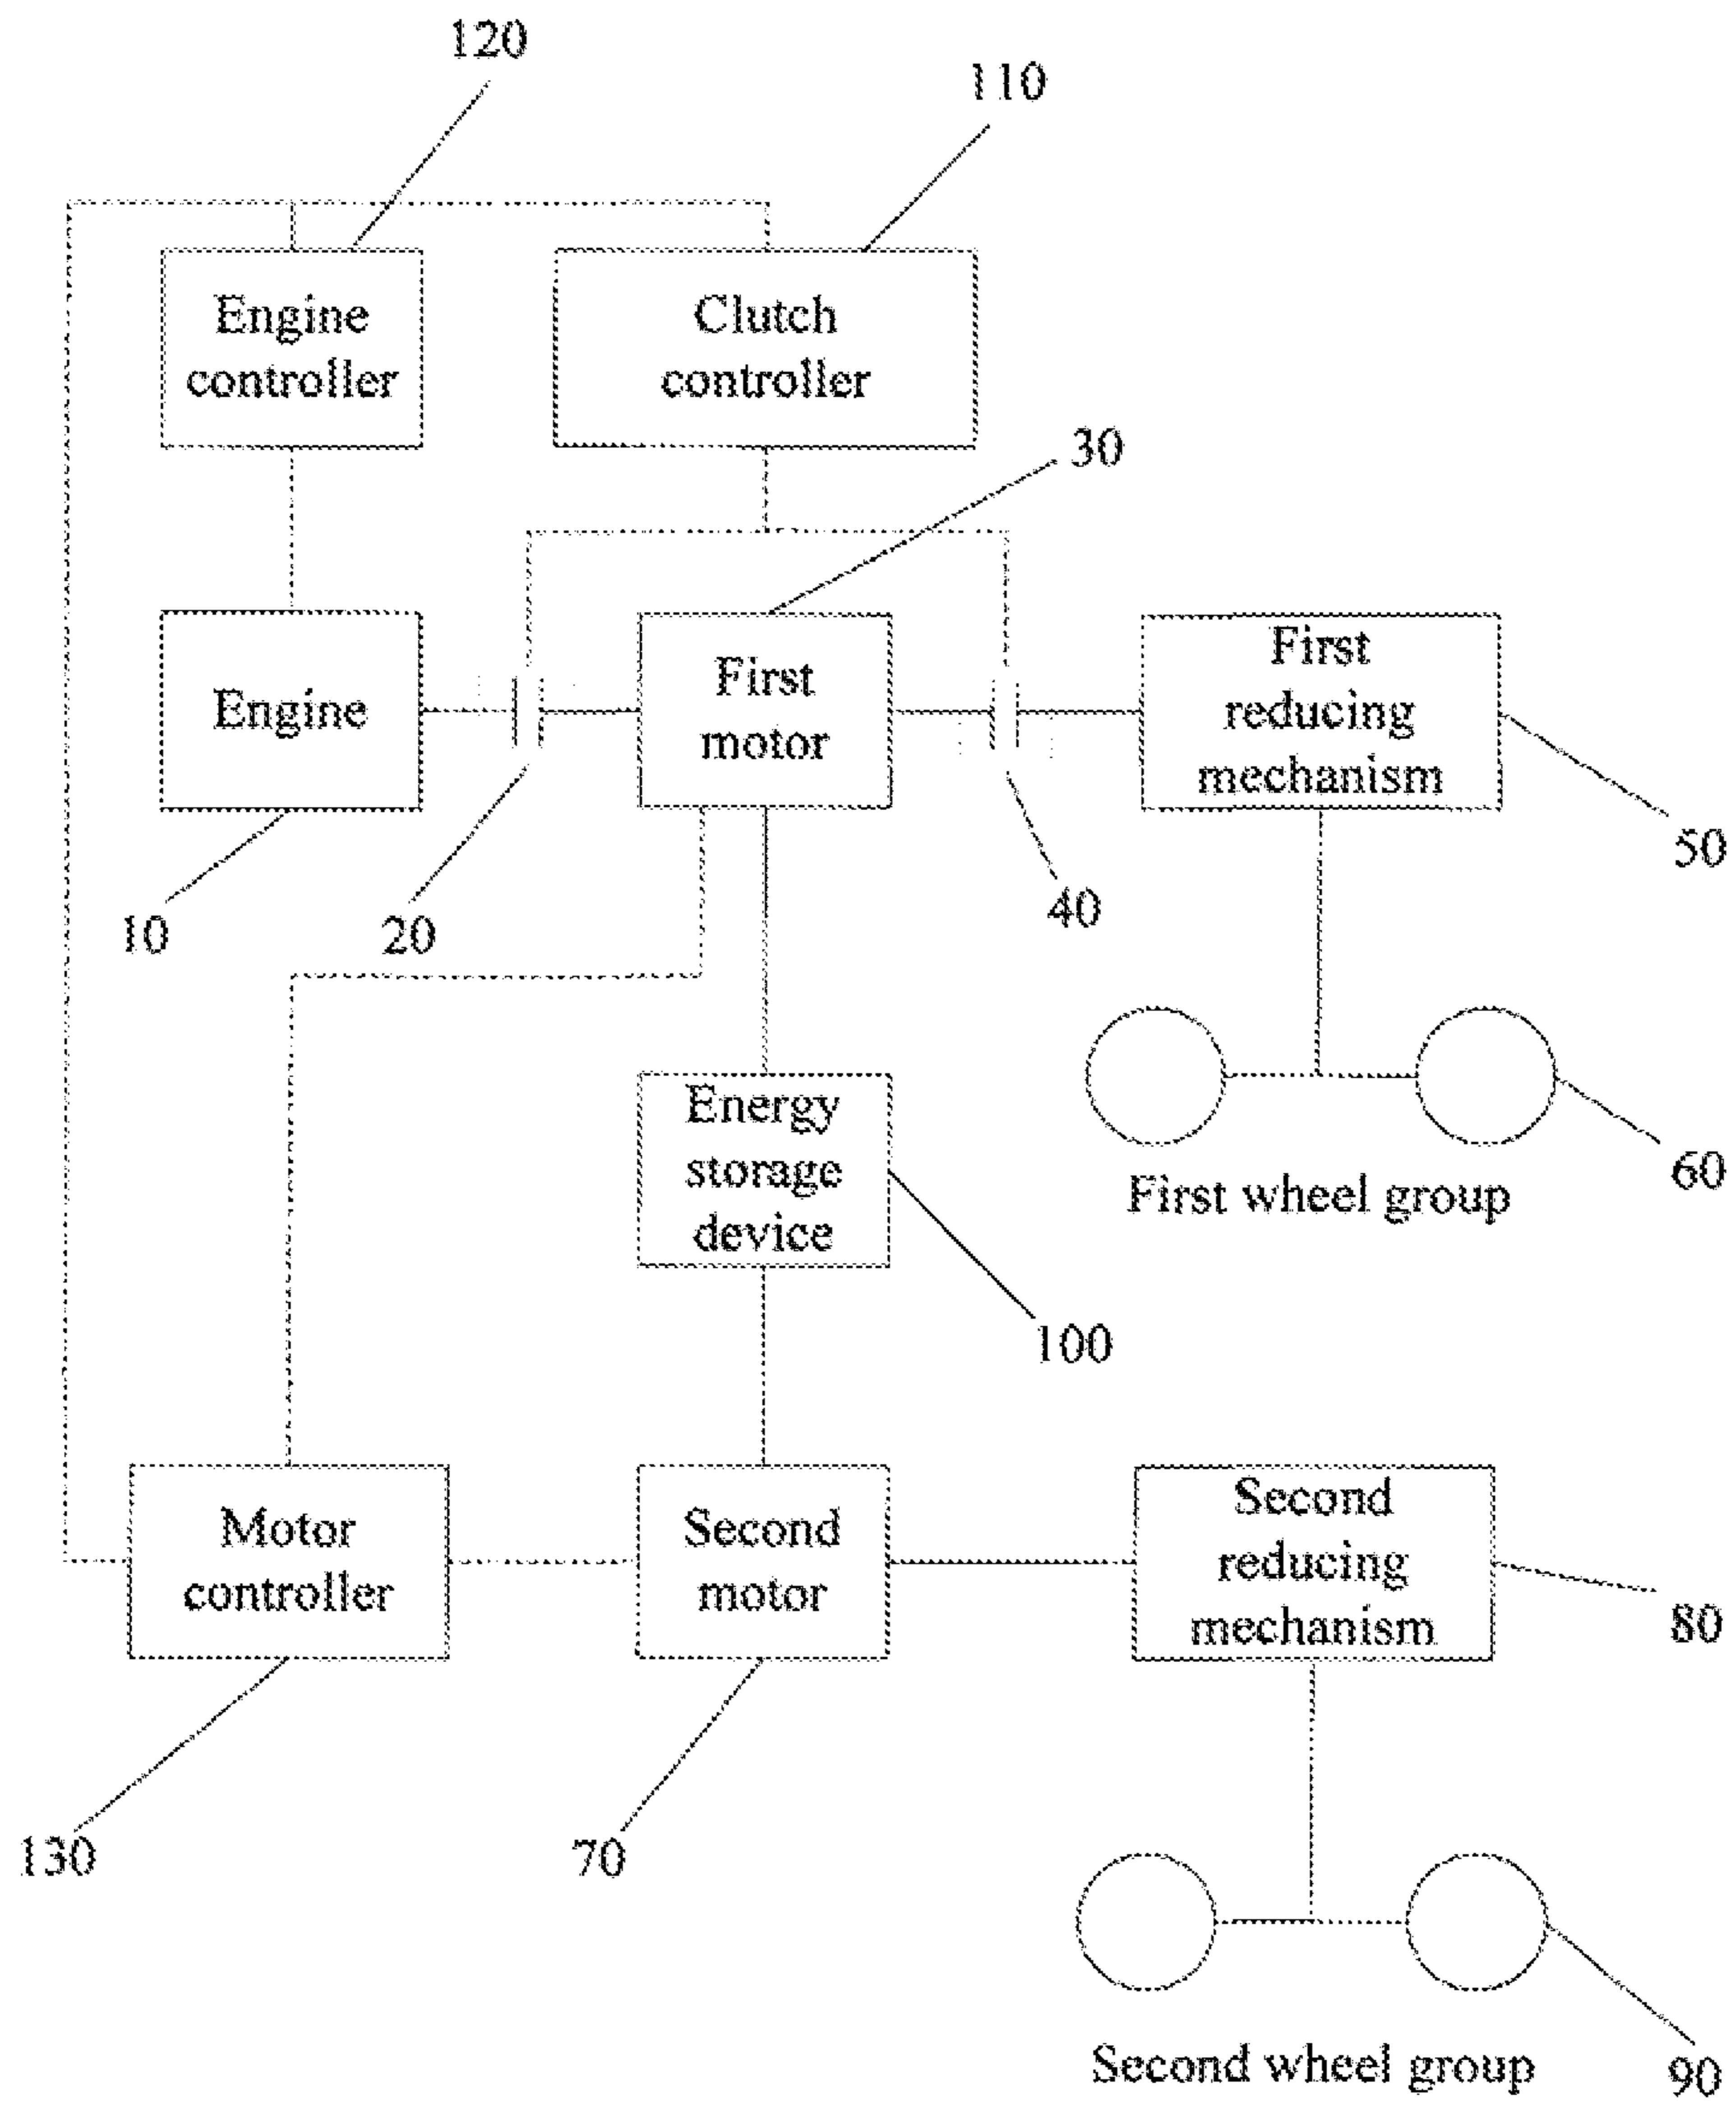 120
110
Engine
controller
Clutch
controller
30
Engine
First
motor
First
reducing
mechanism
50
10
20
40
Energy
storage
device
60
First wheel group
100
Motor
controller
Second
motor
Second
reducing
mechanism
80
130
70
Second wheel group
90